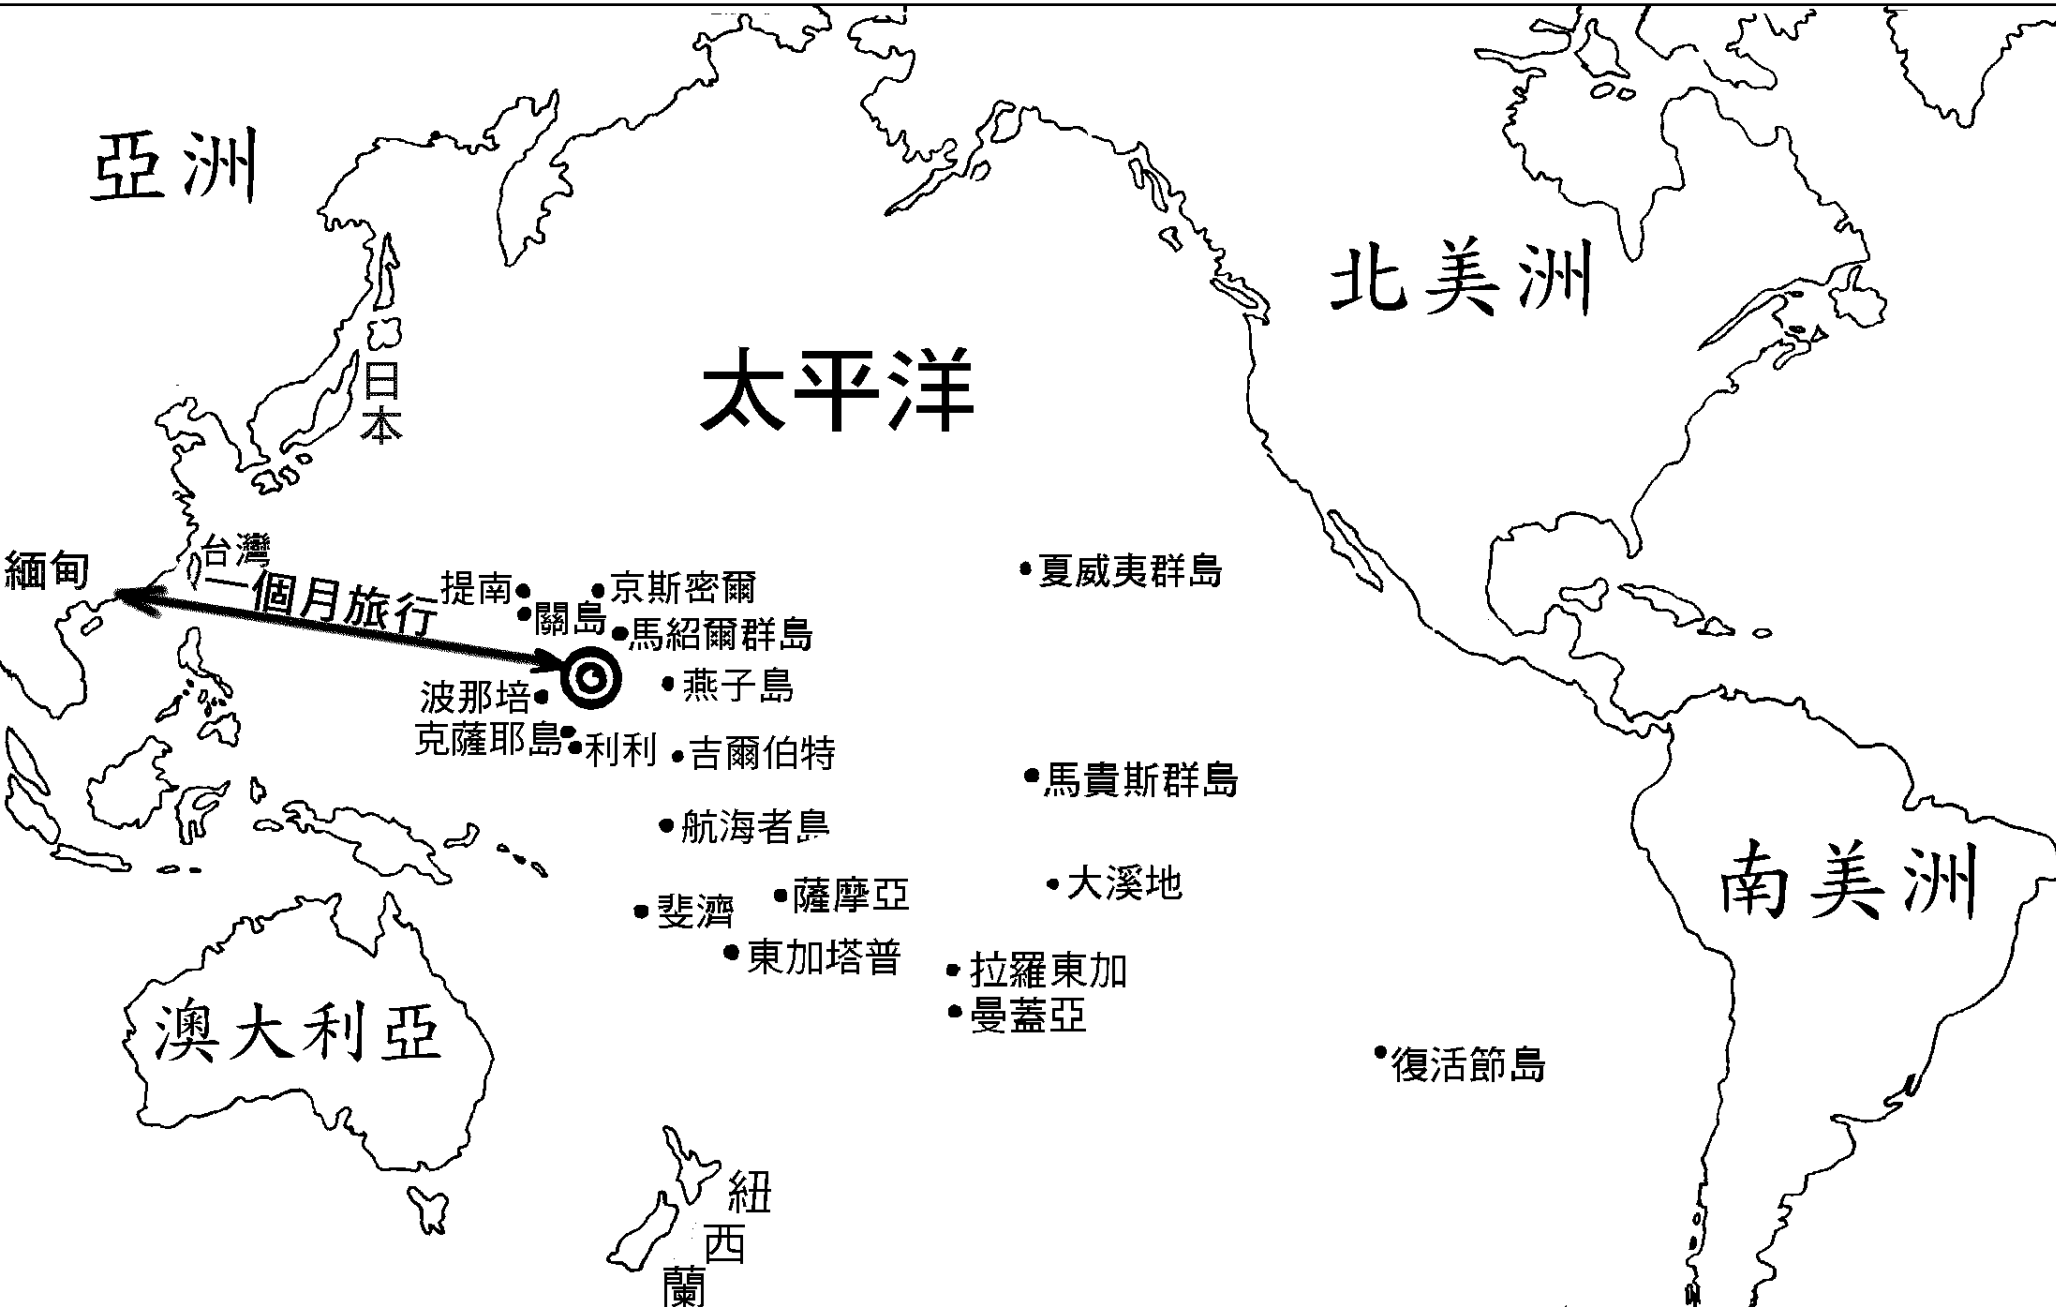 亞洲
北美洲
太平洋
日本
台灣
緬甸
一個月旅行
提南
京斯密爾
關島
馬紹爾群島
夏威夷群島
波那培
燕子島
克薩耶島
利利
吉爾伯特
馬貴斯群島
航海者島
大溪地
薩摩亞
斐濟
東加塔普
拉羅東加
曼蓋亞
南美洲
澳大利亞
復活節島
紐西蘭